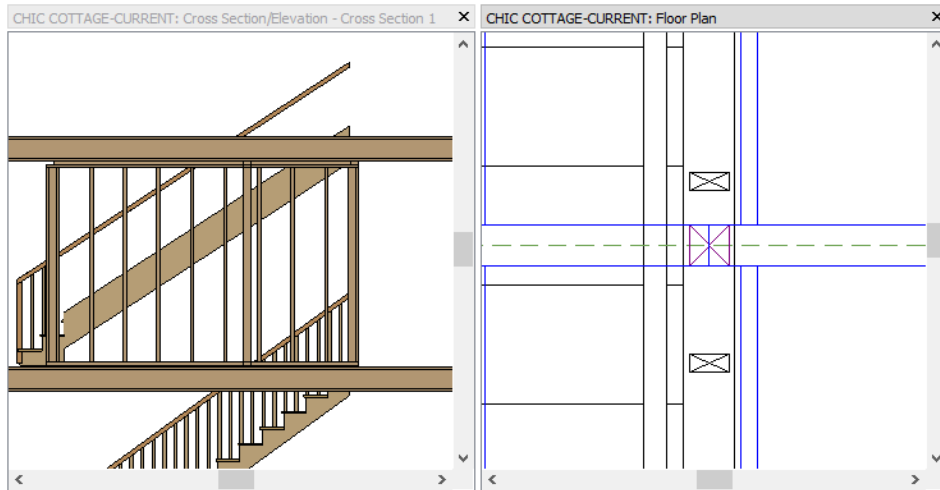 CHIC COTTAGE-CURRENT: Cross Section/Elevation - Cross Section 1
CHIC COTTAGE-CURRENT: Floor Plan